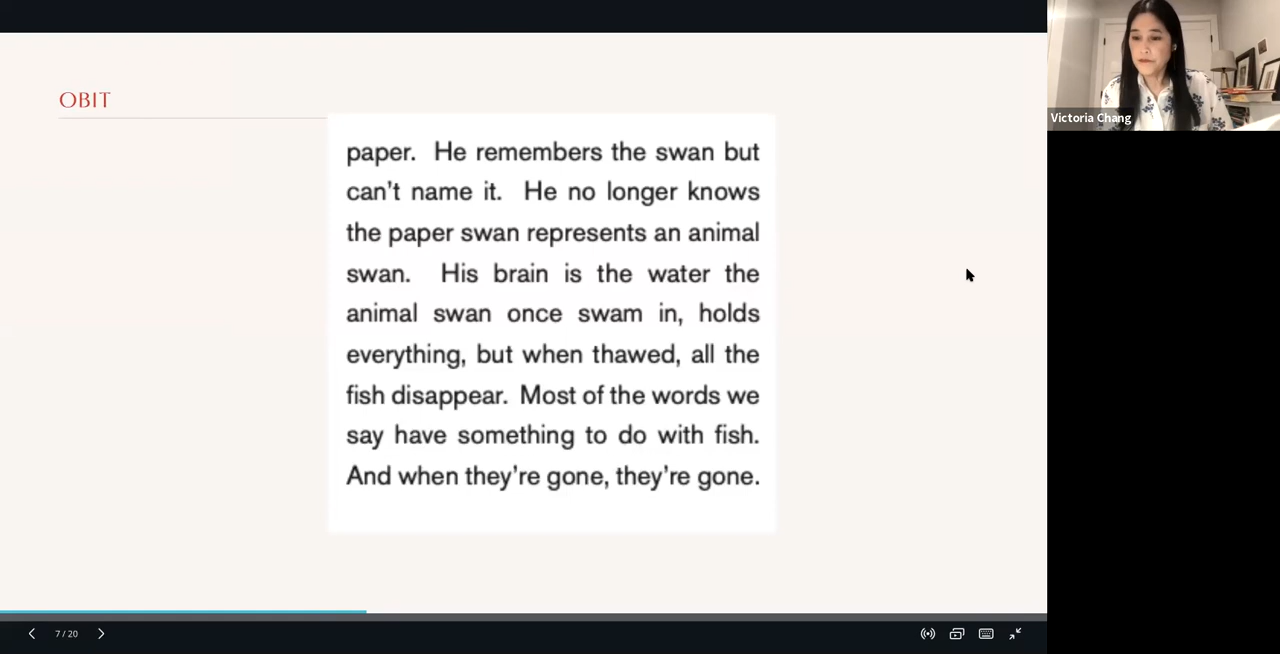 OBIT
paper. He remembers the swan but
can't name it. He no longer knows
the paper swan represents an animal
swan. His brain is the water the
animal swan once swam in, holds
everything, but when thawed, all the
fish disappear. Most of the words we
say have something to do with fish.
And when they're gone, they're gone.
Victoria Chang
7 / 20